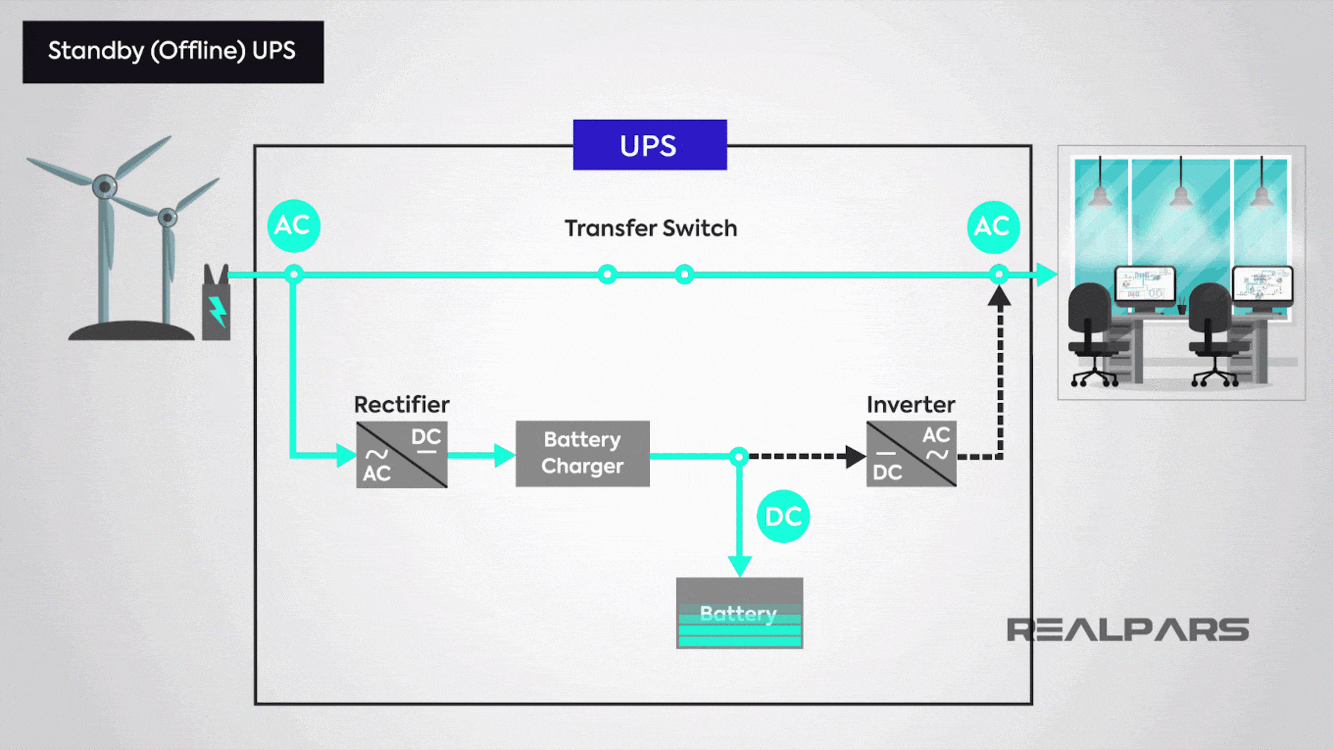 Standby (Offline) UPS
UPS
AC
Transfer Switch
AC
Rectifier
DC
AC
Battery
Charger
Inverter
AC
DC
DC
Battery
REALPARS